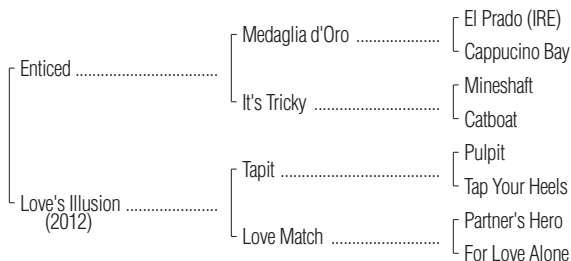 El Prado (IRE)
Medaglia d'Oro ....................
Cappucino Bay
Enticed ..................................
Mineshaft
It's Tricky ..............................
Catboat
Pulpit
Tapit ......................................
Tap Your Heels
Love's Illusion ......................
(2012)
Partner's Hero
Love Match ..........................
For Love Alone